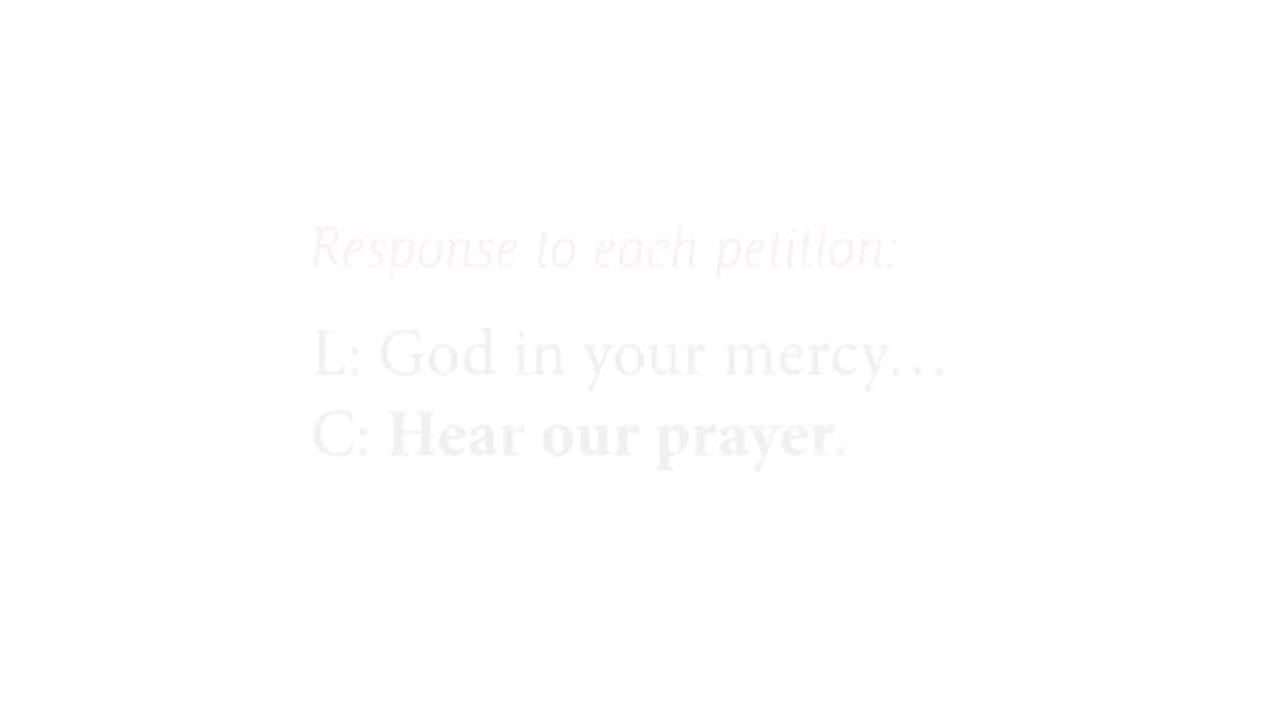 Response to each petition:
L: God in your mercy…
C: Hear our prayer.